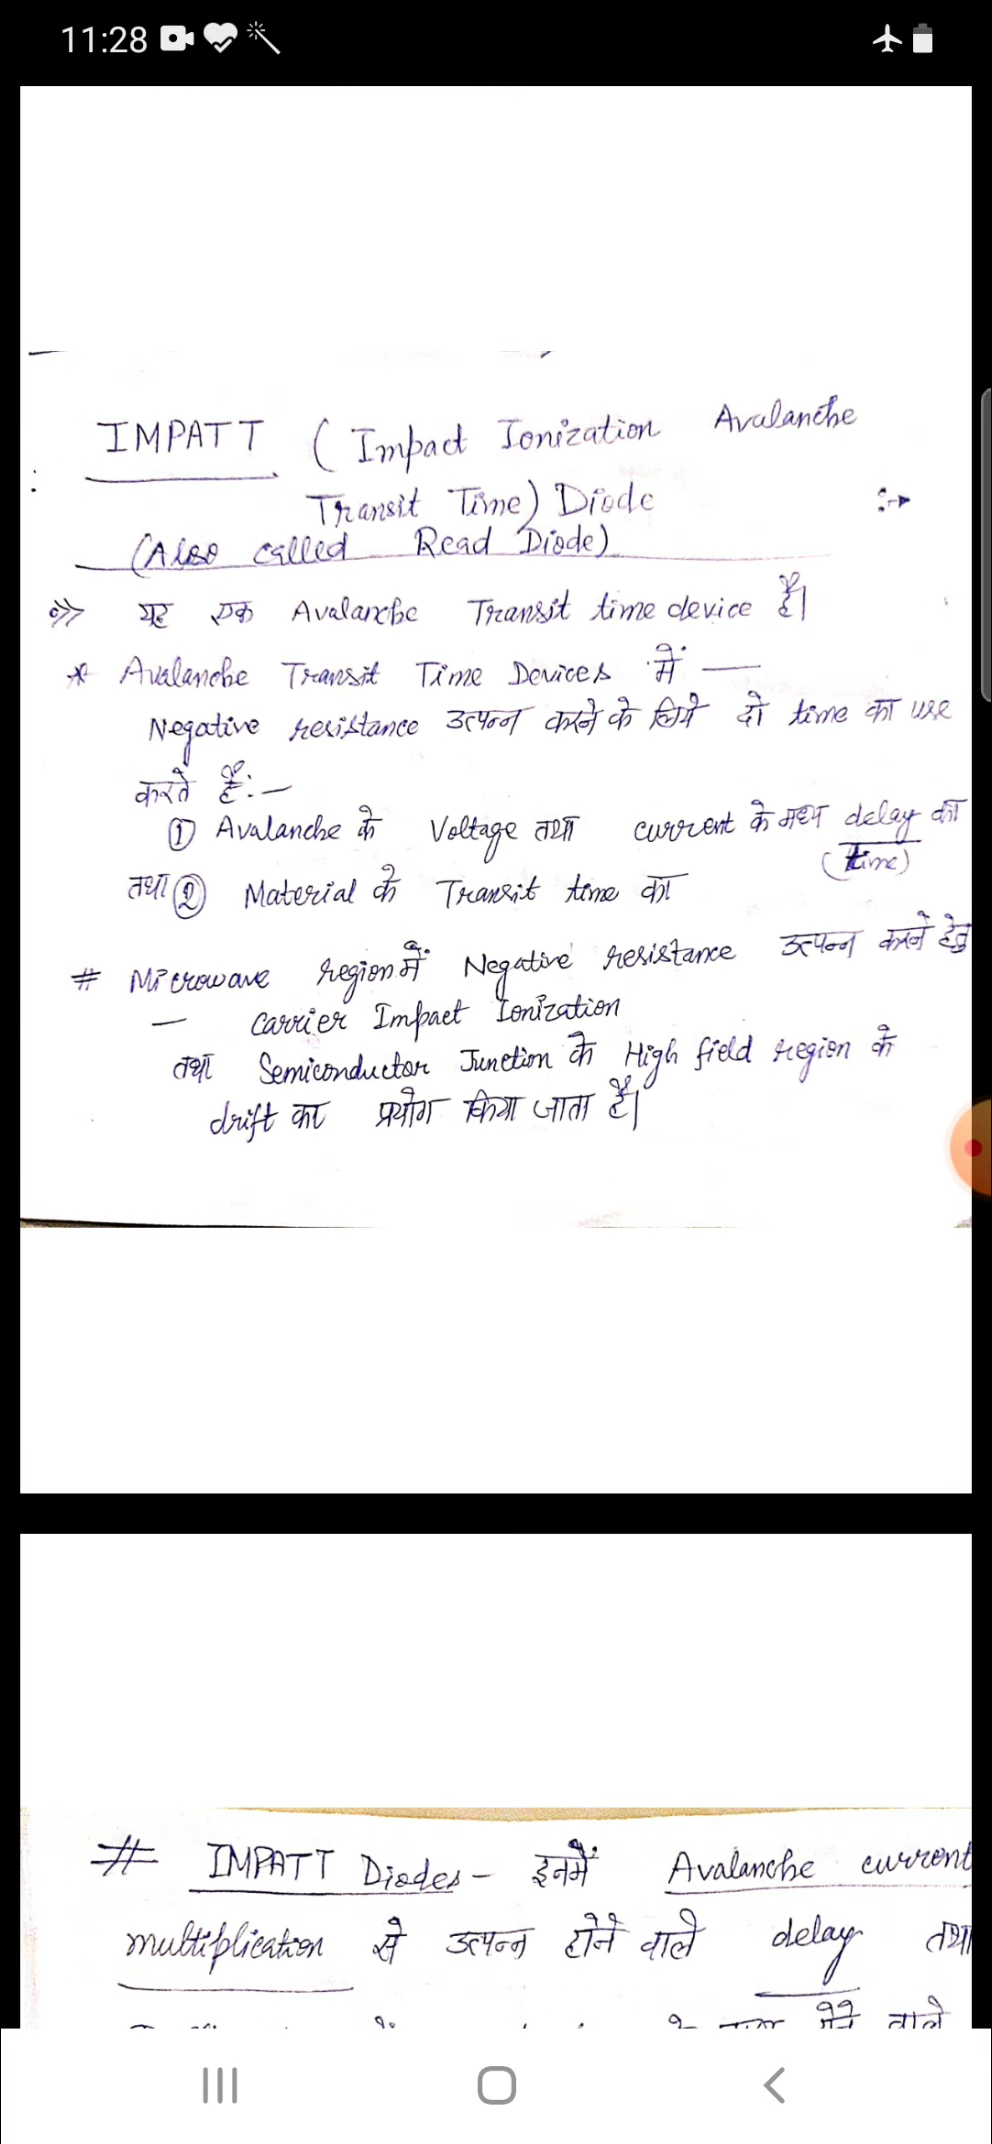 11:28
IMPATT (Impact Ionization Avalanche
Transit Time) Diode :→
(Also called Read Diode)
यह एक Avalanche Transit time device है।
* Avalanche Transit Time Devices में —
Negative resistance उत्पन्न करने के लिये दो time का use
करते हैं:—
① Avalanche के Voltage तथा current के मध्य delay का
(time)
तथा ② Material के Transit time का
# Microwave region में Negative resistance उत्पन्न करने हेतु
— Carrier Impact Ionization
तथा Semiconductor Junction के High field region के
drift का प्रयोग किया जाता है।
# IMPATT Diodes - इनमें Avalanche current
multiplication से उत्पन्न होने वाले delay तथा
वाले